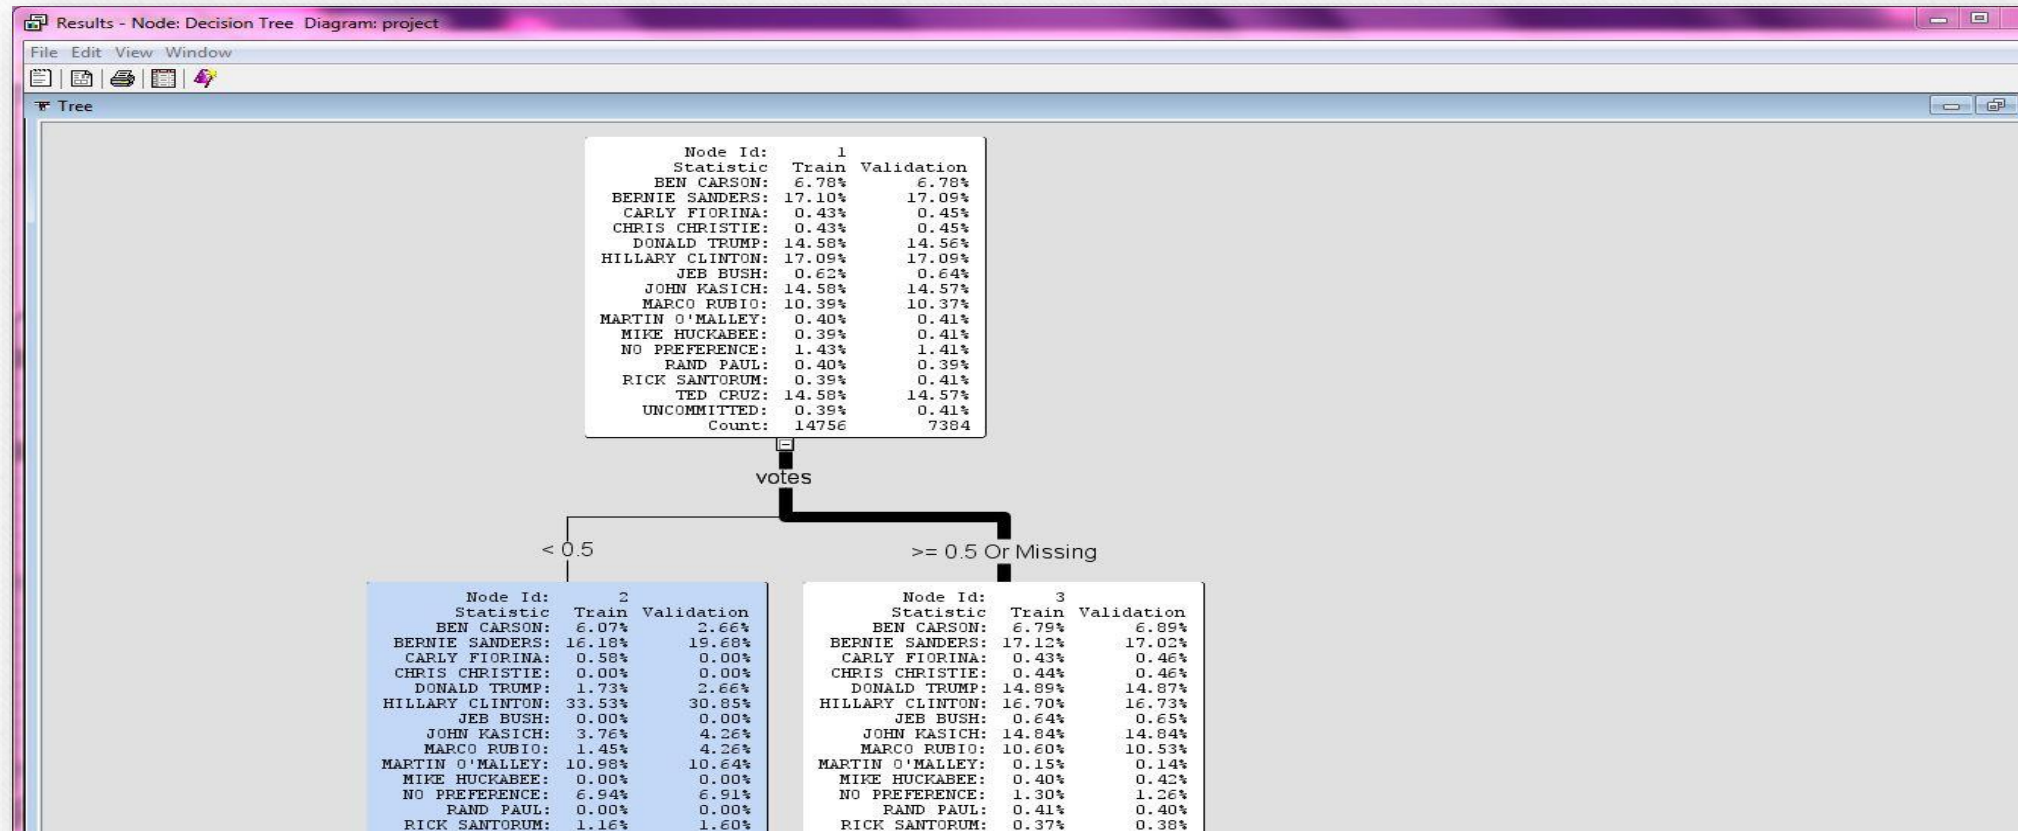 Results - Node: Decision Tree Diagram: project
File Edit View Window
Tree
Node Id: 1
Statistic Train Validation
BEN CARSON: 6.78% 6.78%
BERNIE SANDERS: 17.10% 17.09%
CARLY FIORINA: 0.43% 0.45%
CHRIS CHRISTIE: 0.43% 0.45%
DONALD TRUMP: 14.58% 14.56%
HILLARY CLINTON: 17.09% 17.09%
JEB BUSH: 0.62% 0.64%
JOHN KASICH: 14.58% 14.57%
MARCO RUBIO: 10.39% 10.37%
MARTIN O'MALLEY: 0.40% 0.41%
MIKE HUCKABEE: 0.39% 0.41%
NO PREFERENCE: 1.43% 1.41%
RAND PAUL: 0.40% 0.39%
RICK SANTORUM: 0.39% 0.41%
TED CRUZ: 14.58% 14.57%
UNCOMMITTED: 0.39% 0.41%
Count: 14756 7384
votes
< 0.5
>= 0.5 Or Missing
Node Id: 2
Statistic Train Validation
BEN CARSON: 6.07% 2.66%
BERNIE SANDERS: 16.18% 19.68%
CARLY FIORINA: 0.58% 0.00%
CHRIS CHRISTIE: 0.00% 0.00%
DONALD TRUMP: 1.73% 2.66%
HILLARY CLINTON: 33.53% 30.85%
JEB BUSH: 0.00% 0.00%
JOHN KASICH: 3.76% 4.26%
MARCO RUBIO: 1.45% 4.26%
MARTIN O'MALLEY: 10.98% 10.64%
MIKE HUCKABEE: 0.00% 0.00%
NO PREFERENCE: 6.94% 6.91%
RAND PAUL: 0.00% 0.00%
RICK SANTORUM: 1.16% 1.60%
Node Id: 3
Statistic Train Validation
BEN CARSON: 6.79% 6.89%
BERNIE SANDERS: 17.12% 17.02%
CARLY FIORINA: 0.43% 0.46%
CHRIS CHRISTIE: 0.44% 0.46%
DONALD TRUMP: 14.89% 14.87%
HILLARY CLINTON: 16.70% 16.73%
JEB BUSH: 0.64% 0.65%
JOHN KASICH: 14.84% 14.84%
MARCO RUBIO: 10.60% 10.53%
MARTIN O'MALLEY: 0.15% 0.14%
MIKE HUCKABEE: 0.40% 0.42%
NO PREFERENCE: 1.30% 1.26%
RAND PAUL: 0.41% 0.40%
RICK SANTORUM: 0.37% 0.38%